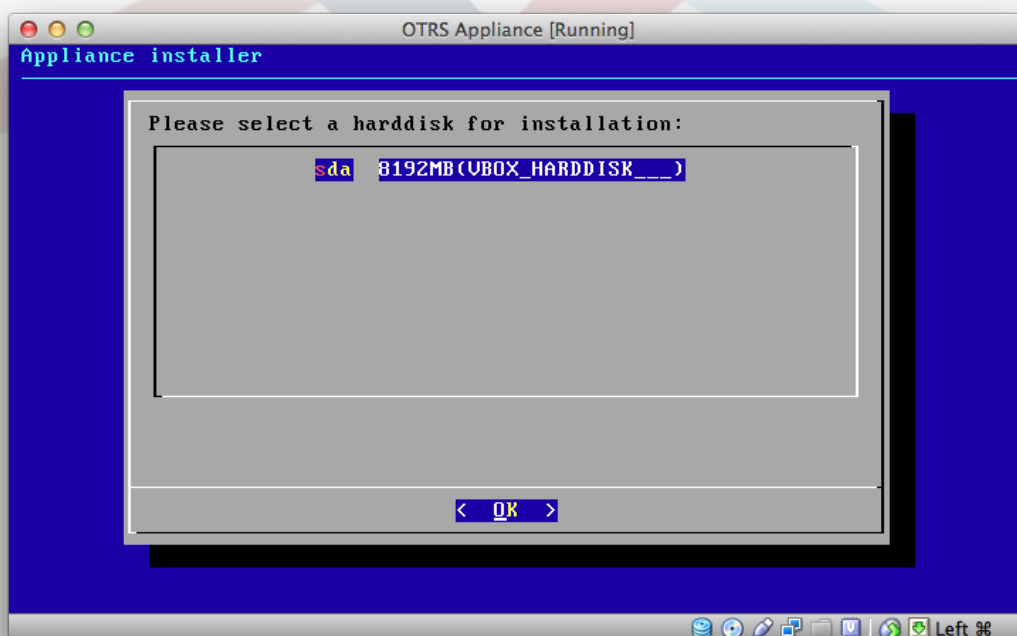 OTRS Appliance [Running]
Appliance installer
Please select a harddisk for installation:
sda 8192MB(VBOX_HARDDISK___)
< OK >
Left ⌘